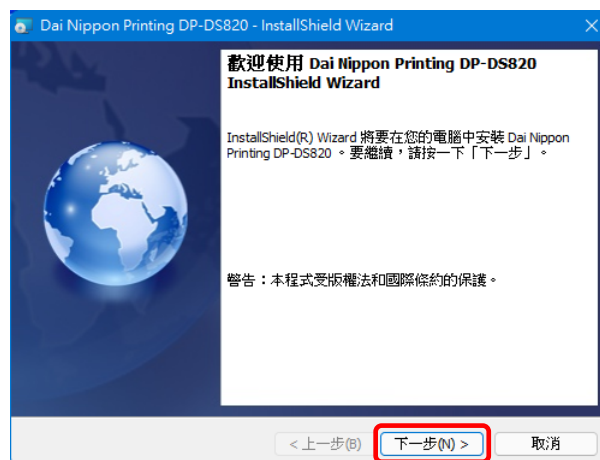 Dai Nippon Printing DP-DS820 - InstallShield Wizard
歡迎使用 Dai Nippon Printing DP-DS820
InstallShield Wizard
InstallShield(R) Wizard 將要在您的電腦中安裝 Dai Nippon
Printing DP-DS820 。要繼續，請按一下「下一步」。
警告：本程式受版權法和國際條約的保護。
< 上一步(B)
下一步(N) >
取消